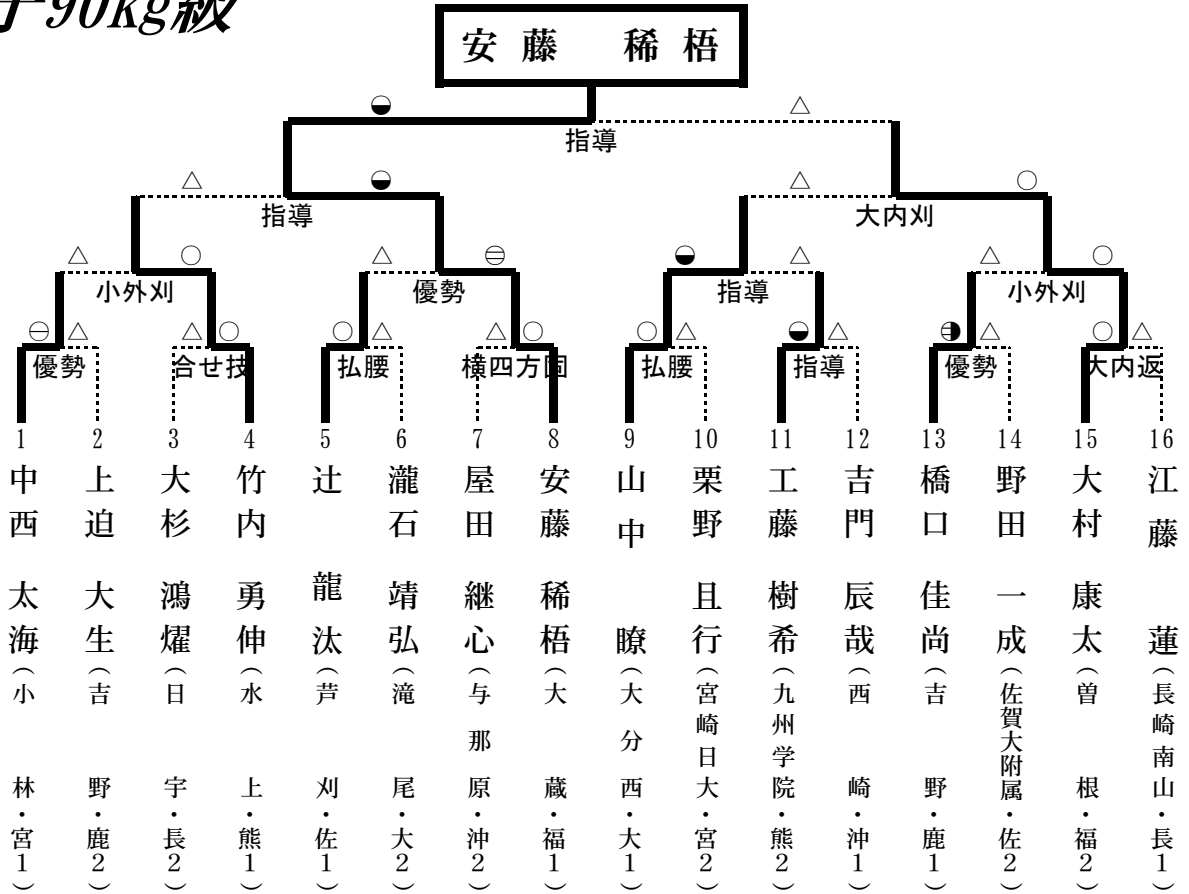 子90kg級
安藤 稀梧
指導
指導
大内刈
小外刈
優勢
指導
小外刈
優勢
合せ技
払腰
横四方固
払腰
指導
優勢
大内返
1 中西 太海(小林・宮1)
2 上迫 大生(吉野・鹿2)
3 大杉 鴻燿(日宇・長2)
4 竹内 勇伸(水上・熊1)
5 辻 龍汰(芦刈・佐1)
6 瀧石 靖弘(滝尾・大2)
7 屋田 継心(与那原・沖2)
8 安藤 稀梧(大蔵・福1)
9 山中 瞭(大分西・大1)
10 栗野 且行(宮崎日大・宮2)
11 工藤 樹希(九州学院・熊2)
12 吉門 辰哉(西崎・沖1)
13 橋口 佳尚(吉野・鹿1)
14 野田 一成(佐賀大附属・佐2)
15 大村 康太(曽根・福2)
16 江藤 蓮(長崎南山・長1)